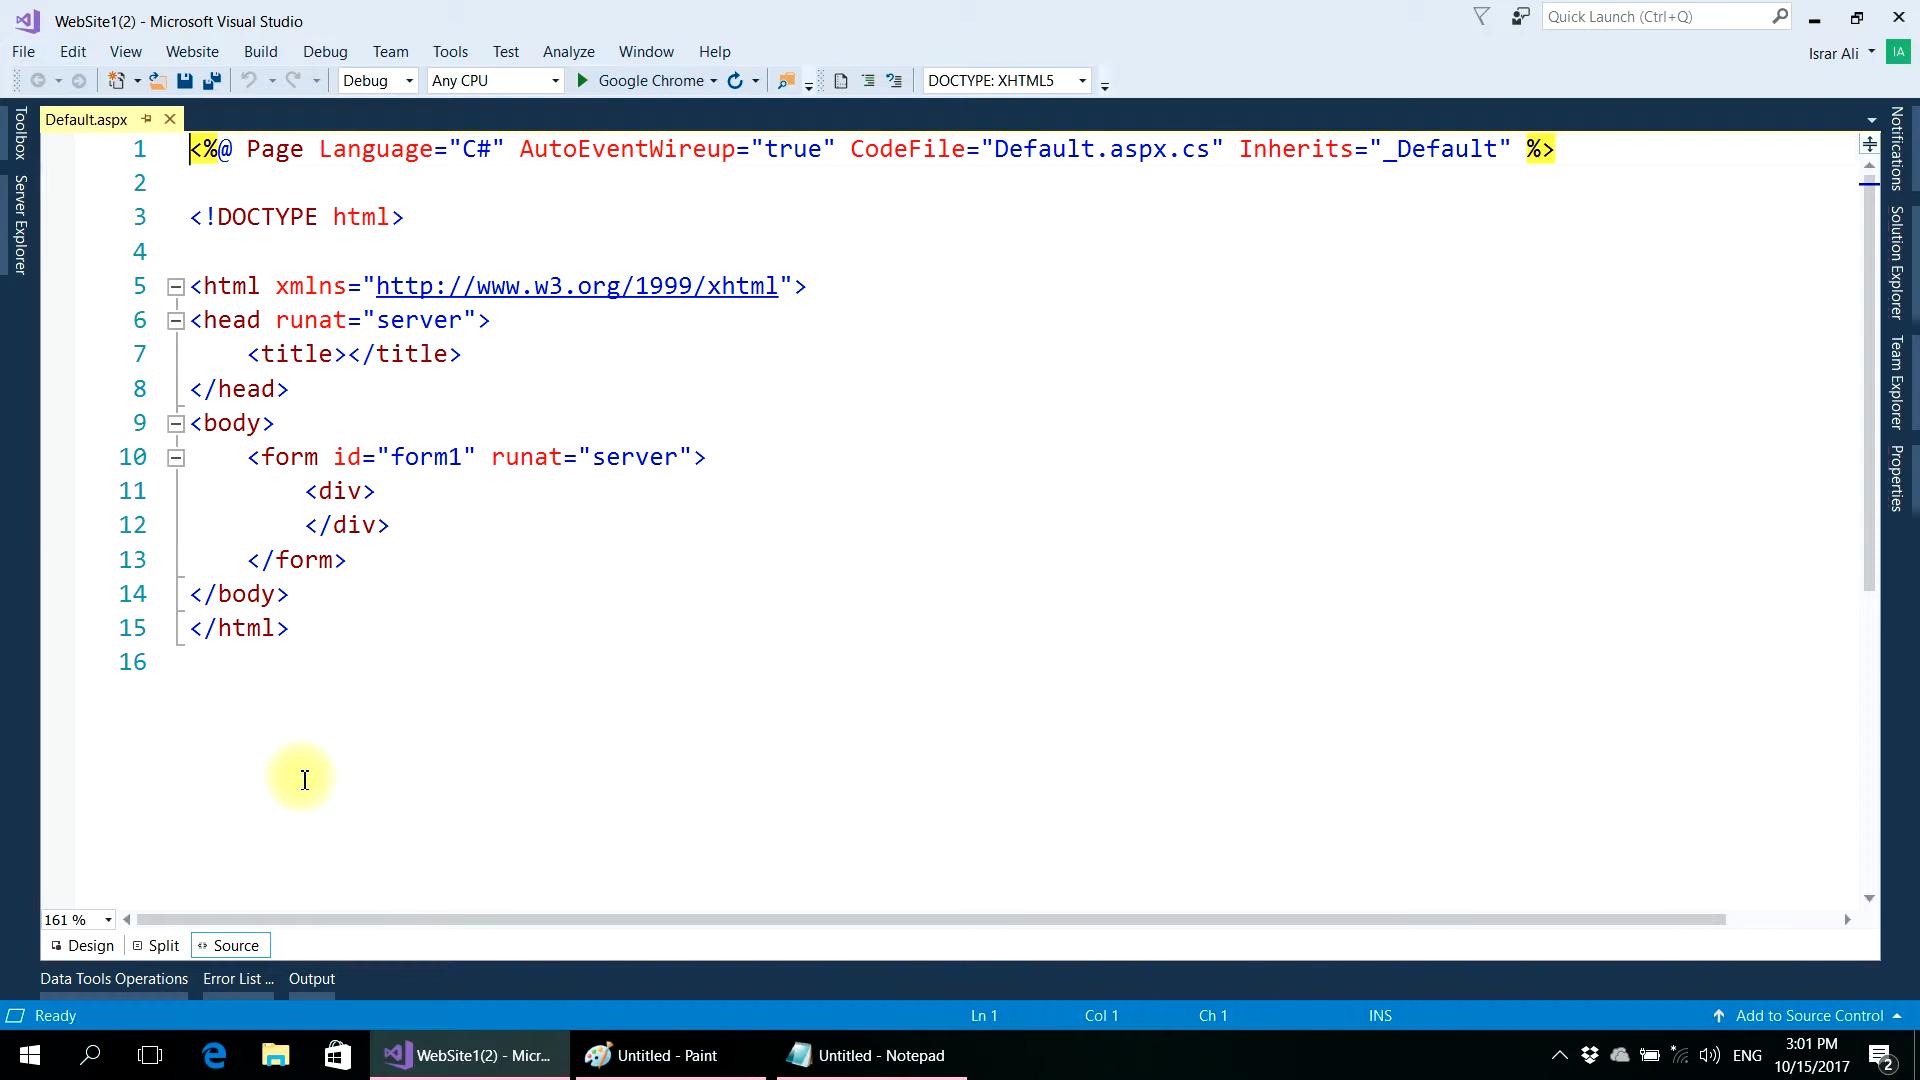 WebSite1(2) - Microsoft Visual Studio
Quick Launch (Ctrl+Q)
File Edit View Website Build Debug Team Tools Test Analyze Window Help
Israr Ali IA
Debug Any CPU Google Chrome DOCTYPE: XHTML5
Toolbox
Server Explorer
Default.aspx
1 <%@ Page Language="C#" AutoEventWireup="true" CodeFile="Default.aspx.cs" Inherits="_Default" %>
2
3 <!DOCTYPE html>
4
5 <html xmlns="http://www.w3.org/1999/xhtml">
6 <head runat="server">
7 <title></title>
8 </head>
9 <body>
10 <form id="form1" runat="server">
11 <div>
12 </div>
13 </form>
14 </body>
15 </html>
16
Notifications
Solution Explorer
Team Explorer
Properties
161 %
Design Split Source
Data Tools Operations Error List ... Output
Ready Ln 1 Col 1 Ch 1 INS Add to Source Control
WebSite1(2) - Micr... Untitled - Paint Untitled - Notepad ENG
3:01 PM
10/15/2017
2